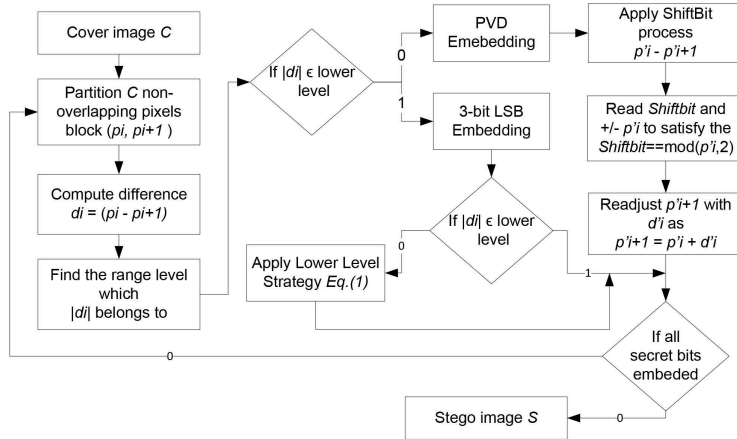 Cover image C
Partition C non-
overlapping pixels
block (pi, pi+1 )
Compute difference
di = (pi - pi+1)
Find the range level
which
|di| belongs to
If |di| ϵ lower
level
0
1
PVD
Emebedding
3-bit LSB
Embedding
If |di| ϵ lower
level
0
1
Apply Lower Level
Strategy Eq.(1)
Apply ShiftBit
process
p'i - p'i+1
Read Shiftbit and
+/- p'i to satisfy the
Shiftbit==mod(p'i,2)
Readjust p'i+1 with
d'i as
p'i+1 = p'i + d'i
If all
secret bits
embeded
0
0
Stego image S